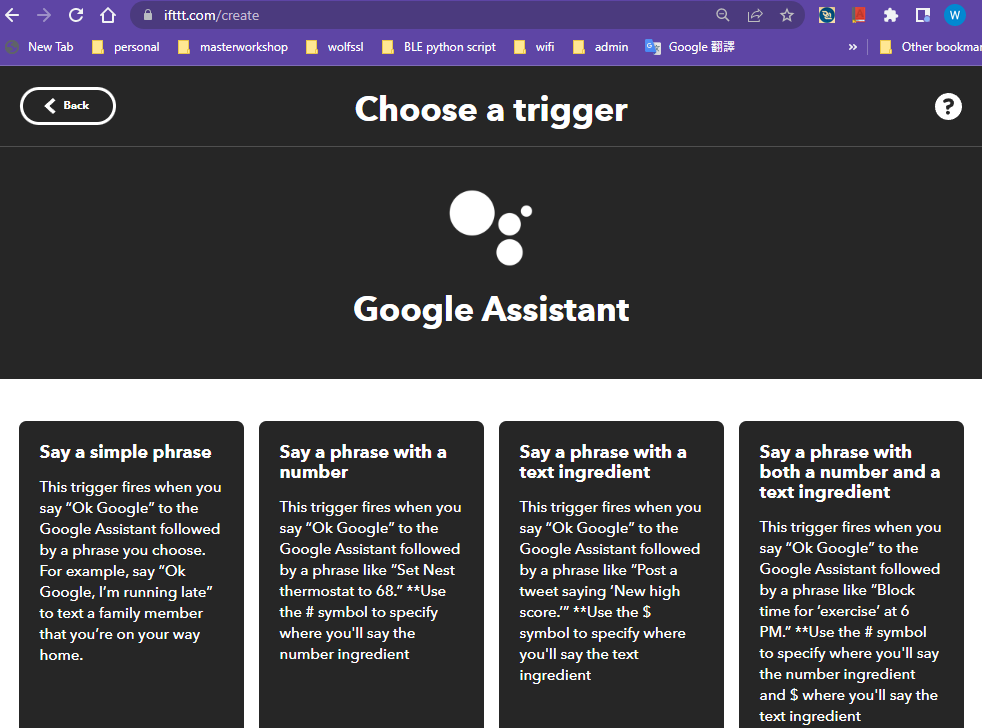 ifttt.com/create
New Tab personal masterworkshop wolfssl BLE python script wifi admin Google 翻譯 » Other bookmar
W
Back
Choose a trigger
?
Google Assistant
Say a simple phrase
This trigger fires when you
say “Ok Google” to the
Google Assistant followed
by a phrase you choose.
For example, say “Ok
Google, I’m running late”
to text a family member
that you’re on your way
home.
Say a phrase with a
number
This trigger fires when you
say “Ok Google” to the
Google Assistant followed
by a phrase like “Set Nest
thermostat to 68.” **Use
the # symbol to specify
where you'll say the
number ingredient
Say a phrase with a
text ingredient
This trigger fires when you
say “Ok Google” to the
Google Assistant followed
by a phrase like “Post a
tweet saying ‘New high
score.’” **Use the $
symbol to specify where
you'll say the text
ingredient
Say a phrase with
both a number and a
text ingredient
This trigger fires when you
say “Ok Google” to the
Google Assistant followed
by a phrase like “Block
time for ‘exercise’ at 6
PM.” **Use the # symbol
to specify where you'll say
the number ingredient
and $ where you'll say the
text ingredient